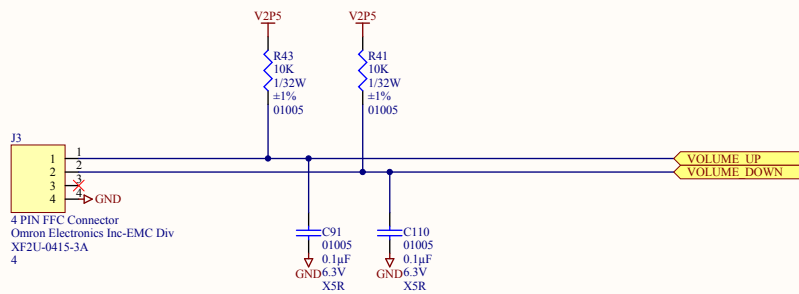 V2P5
V2P5
R43
10K
1/32W
±1%
01005
R41
10K
1/32W
±1%
01005
J3
1
2
3
4
1
2
3
4
GND
VOLUME_UP
VOLUME_DOWN
4 PIN FFC Connector
Omron Electronics Inc-EMC Div
XF2U-0415-3A
4
C91
01005
0.1µF
6.3V
X5R
GND
C110
01005
0.1µF
6.3V
X5R
GND